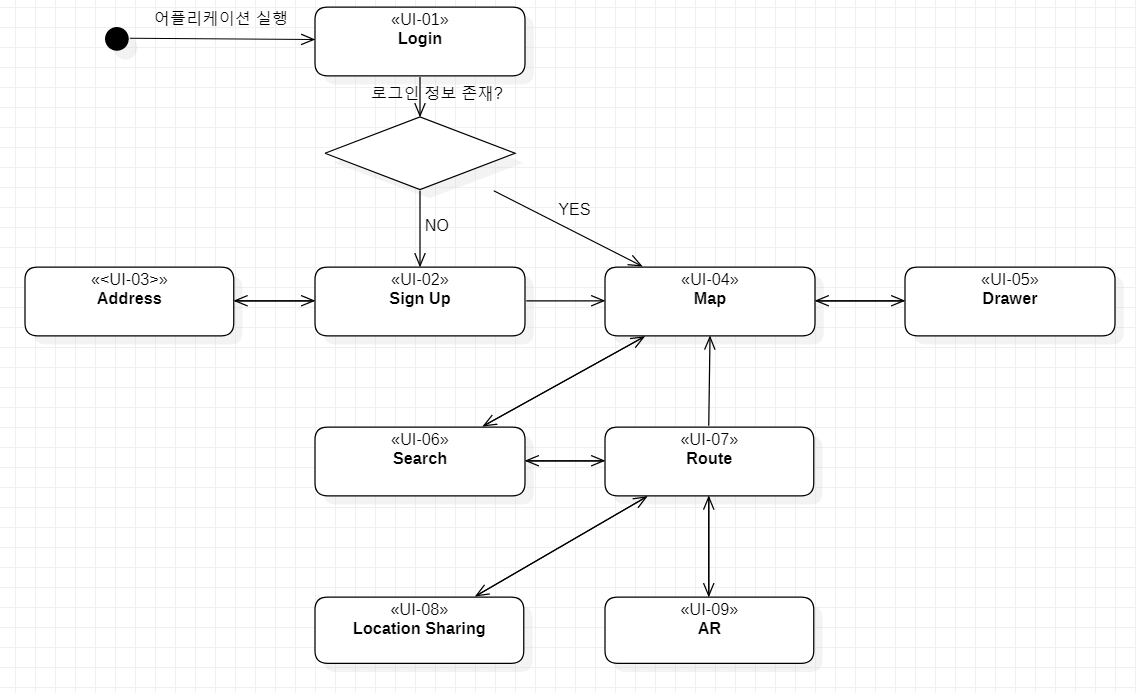 어플리케이션 실행
«UI-01»
Login
로그인 정보 존재?
YES
NO
«<UI-03>»
Address
«UI-02»
Sign Up
«UI-04»
Map
«UI-05»
Drawer
«UI-06»
Search
«UI-07»
Route
«UI-08»
Location Sharing
«UI-09»
AR